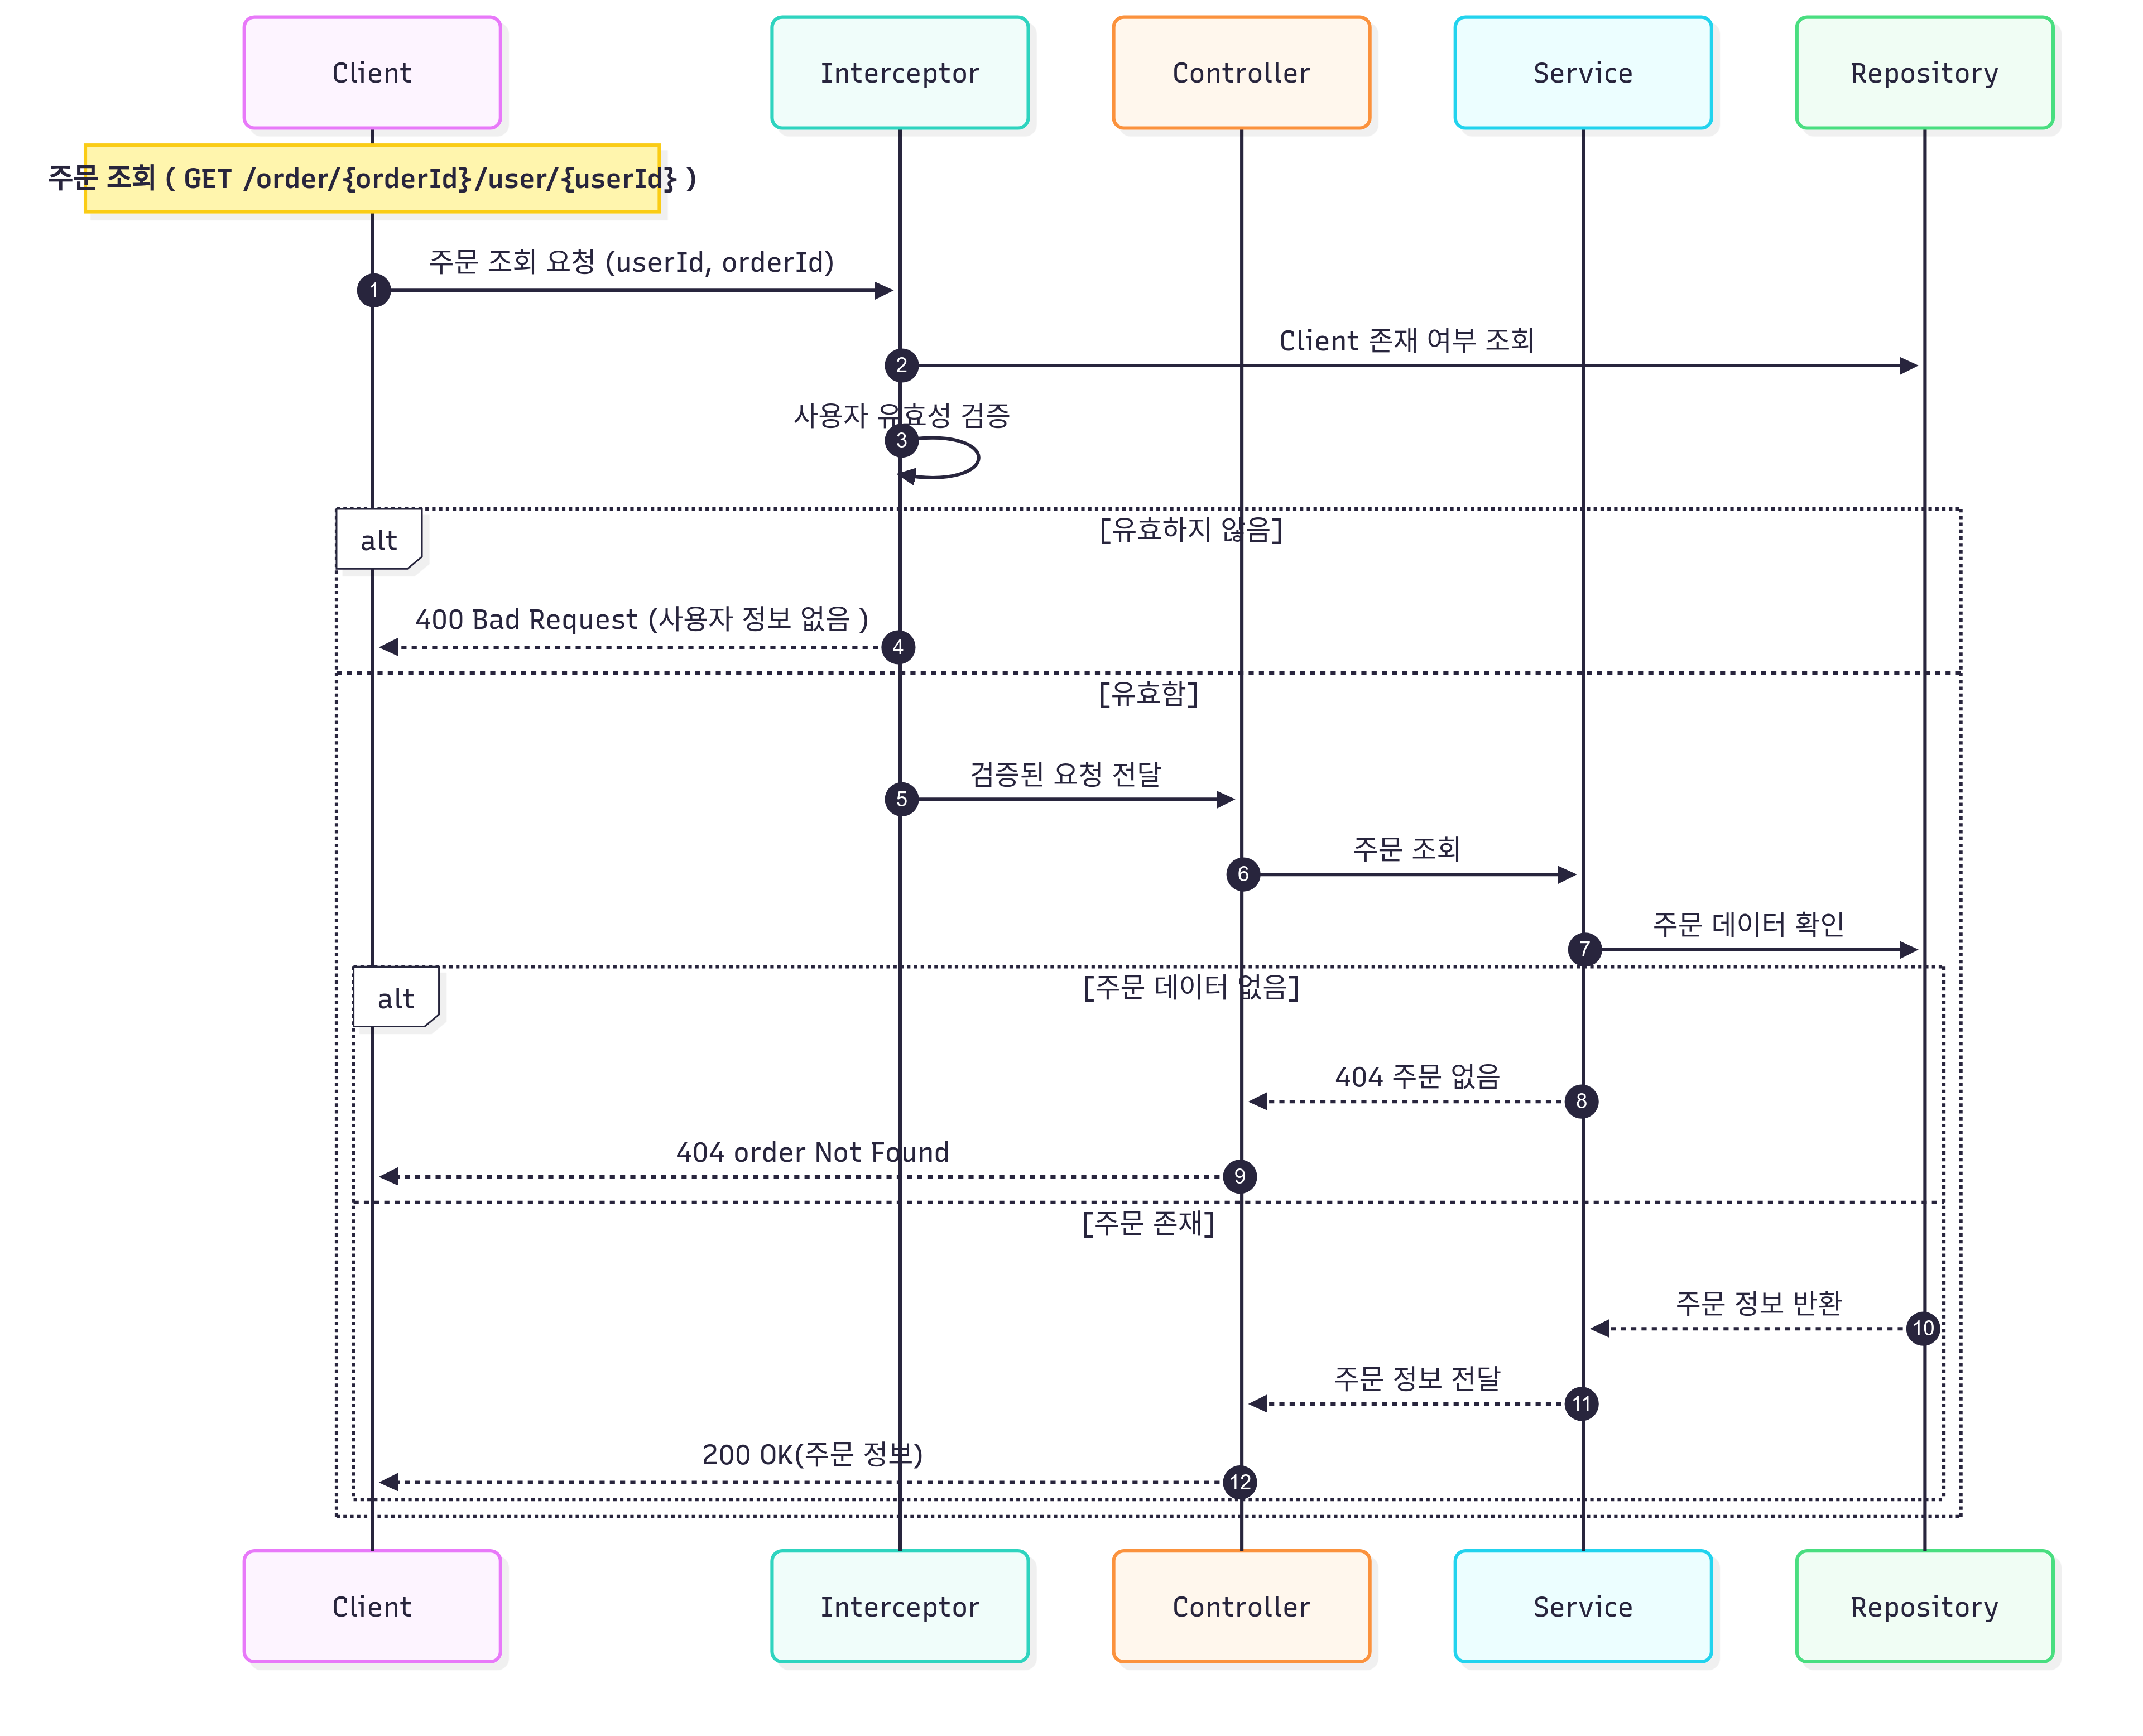 Client
Interceptor
Controller
Service
Repository
주문 조회 ( GET /order/{orderId}/user/{userId} )
주문 조회 요청 (userId, orderId)
1
Client 존재 여부 조회
2
사용자 유효성 검증
3
alt
[유효하지 않음]
400 Bad Request (사용자 정보 없음 )
4
[유효함]
검증된 요청 전달
5
주문 조회
6
주문 데이터 확인
7
alt
[주문 데이터 없음]
404 주문 없음
8
404 order Not Found
9
[주문 존재]
주문 정보 반환
10
주문 정보 전달
11
200 OK(주문 정보)
12
Client
Interceptor
Controller
Service
Repository